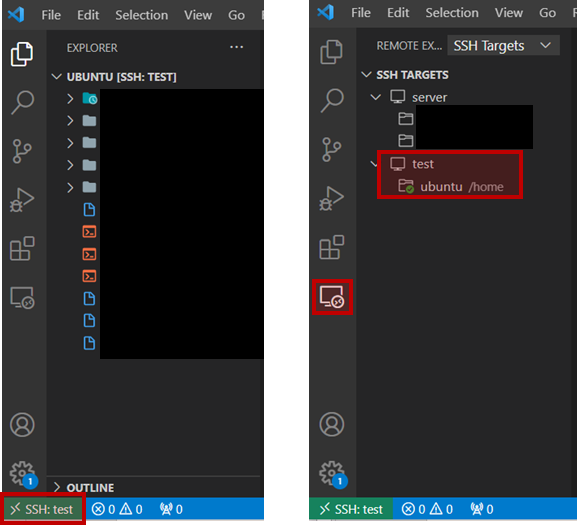 File Edit Selection View Go
EXPLORER ...
UBUNTU [SSH: TEST]
OUTLINE
1
SSH: test 0 0 0
File Edit Selection View Go
REMOTE EX... SSH Targets
SSH TARGETS
server
test
ubuntu /home
1
SSH: test 0 0 0